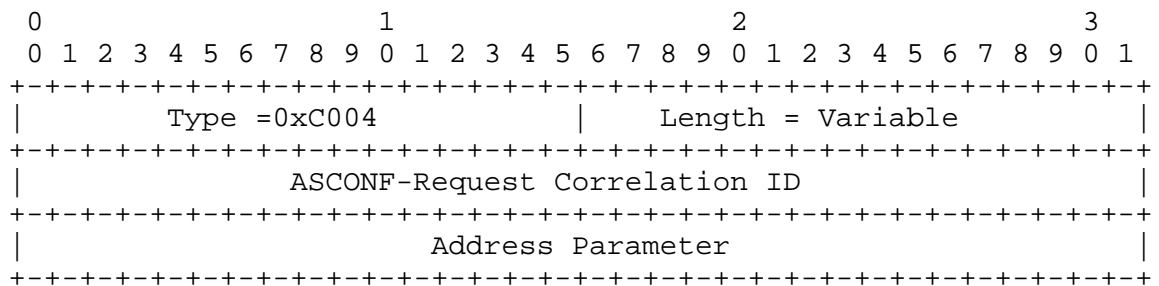 0                   1                   2                   3
0 1 2 3 4 5 6 7 8 9 0 1 2 3 4 5 6 7 8 9 0 1 2 3 4 5 6 7 8 9 0 1
+-+-+-+-+-+-+-+-+-+-+-+-+-+-+-+-+-+-+-+-+-+-+-+-+-+-+-+-+-+-+-+-+
|        Type =0xC004           |    Length = Variable          |
+-+-+-+-+-+-+-+-+-+-+-+-+-+-+-+-+-+-+-+-+-+-+-+-+-+-+-+-+-+-+-+-+
|               ASCONF-Request Correlation ID                   |
+-+-+-+-+-+-+-+-+-+-+-+-+-+-+-+-+-+-+-+-+-+-+-+-+-+-+-+-+-+-+-+-+
|                       Address Parameter                       |
+-+-+-+-+-+-+-+-+-+-+-+-+-+-+-+-+-+-+-+-+-+-+-+-+-+-+-+-+-+-+-+-+